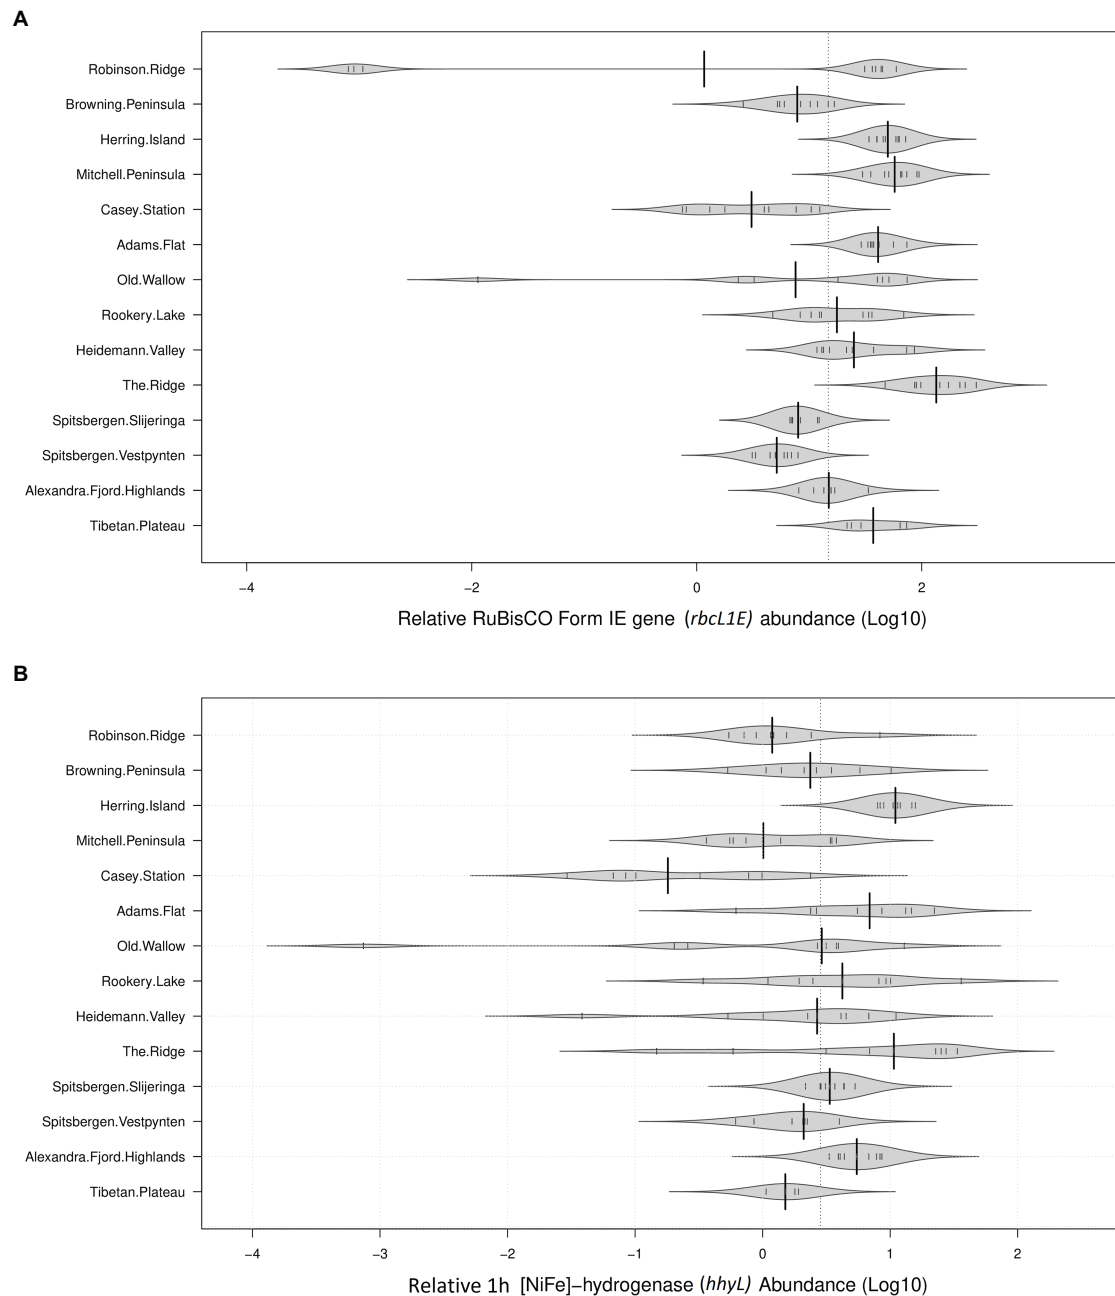 A
Robinson.Ridge
Browning.Peninsula
Herring.Island
Mitchell.Peninsula
Casey.Station
Adams.Flat
Old.Wallow
Rookery.Lake
Heidemann.Valley
The.Ridge
Spitsbergen.Slijeringa
Spitsbergen.Vestpynten
Alexandra.Fjord.Highlands
Tibetan.Plateau
−4 −2 0 2
Relative RuBisCO Form IE gene (rbcL1E) abundance (Log10)
B
Robinson.Ridge
Browning.Peninsula
Herring.Island
Mitchell.Peninsula
Casey.Station
Adams.Flat
Old.Wallow
Rookery.Lake
Heidemann.Valley
The.Ridge
Spitsbergen.Slijeringa
Spitsbergen.Vestpynten
Alexandra.Fjord.Highlands
Tibetan.Plateau
−4 −3 −2 −1 0 1 2
Relative 1h [NiFe]−hydrogenase (hhyL) Abundance (Log10)